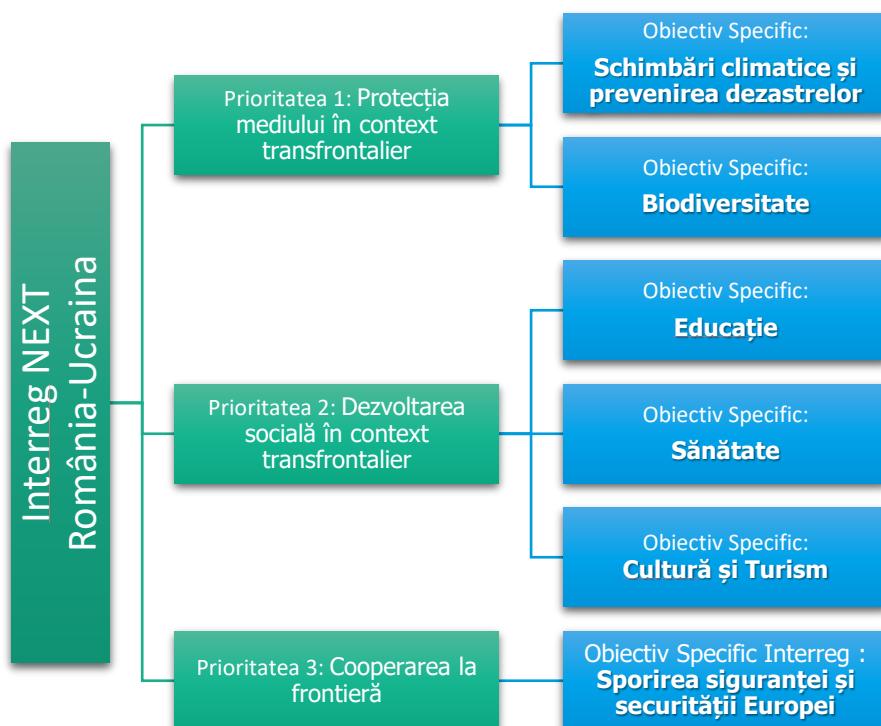 Interreg NEXT
România-Ucraina
Prioritatea 1: Protecția
mediului în context
transfrontalier
Obiectiv Specific:
Schimbări climatice și
prevenirea dezastrelor
Obiectiv Specific:
Biodiversitate
Prioritatea 2: Dezvoltarea
socială în context
transfrontalier
Obiectiv Specific:
Educație
Obiectiv Specific:
Sănătate
Obiectiv Specific:
Cultură și Turism
Prioritatea 3: Cooperarea la
frontieră
Obiectiv Specific Interreg :
Sporirea siguranței și
securității Europei